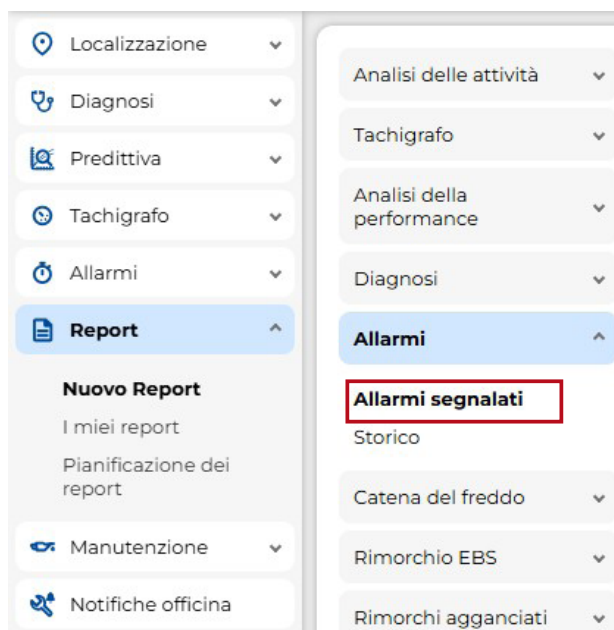 Localizzazione
Diagnosi
Predittiva
Tachigrafo
Allarmi
Report
Nuovo Report
I miei report
Pianificazione dei
report
Manutenzione
Notifiche officina
Analisi delle attività
Tachigrafo
Analisi della
performance
Diagnosi
Allarmi
Allarmi segnalati
Storico
Catena del freddo
Rimorchio EBS
Rimorchi agganciati